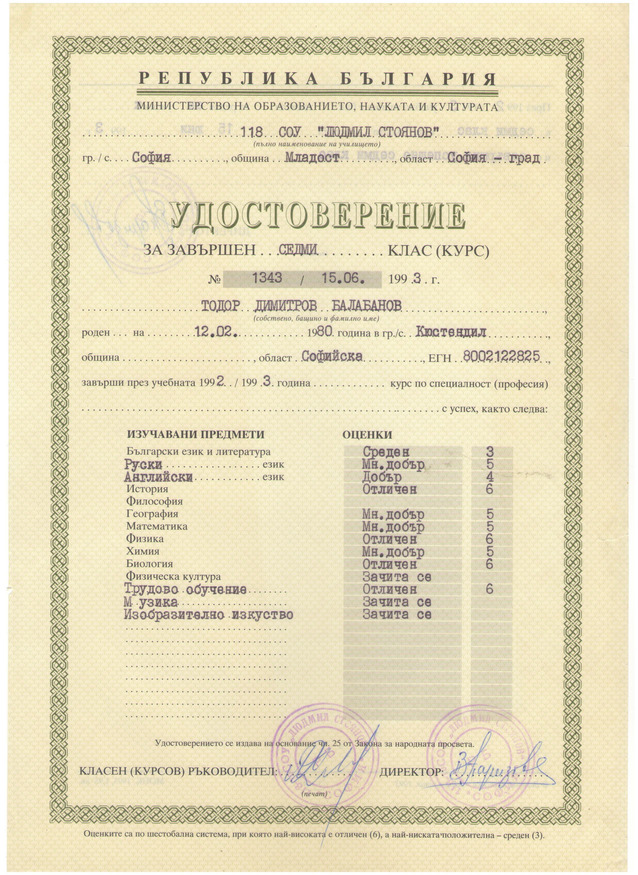 РЕПУБЛИКА БЪЛГАРИЯ
МИНИСТЕРСТВО НА ОБРАЗОВАНИЕТО, НАУКАТА И КУЛТУРАТА
118 СОУ "ЛЮДМИЛ СТОЯНОВ"
(пълно наименование на училището)
гр./с. София, община Младост, област София – град
УДОСТОВЕРЕНИЕ
ЗА ЗАВЪРШЕН СЕДМИ КЛАС (КУРС)
№ 1343 / 15.06. 1993. г.
ТОДОР ДИМИТРОВ БАЛАБАНОВ
(собствено, бащино и фамилно име)
роден на 12.02. 1980 година в гр./с. Кюстендил
община, област Софийска, ЕГН 8002122825
завърши през учебната 1992 / 1993. година курс по специалност (професия)
с успех, както следва:
ИЗУЧАВАНИ ПРЕДМЕТИ ОЦЕНКИ
Български език и литература Среден 3
Руски език Мн.добър 5
Английски език Добър 4
История Отличен 6
Философия
География Мн.добър 5
Математика Мн.добър 5
Физика Отличен 6
Химия Мн.добър 5
Биология Отличен 6
Физическа култура Зачита се
Трудово обучение Отличен 6
М узика Зачита се
Изобразително изкуство Зачита се
Удостоверението се издава на основание чл. 25 от Закона за народната просвета.
КЛАСЕН (КУРСОВ) РЪКОВОДИТЕЛ: ДИРЕКТОР:
(печат)
Оценките са по шестобална система, при която най-високата е отличен (6), а най-нискатаположителна – среден (3).